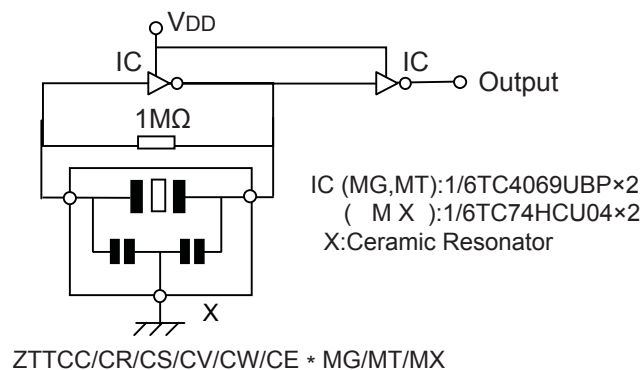 VDD
IC
IC
Output
1MΩ
IC (MG,MT):1/6TC4069UBP×2
( M X ):1/6TC74HCU04×2
X:Ceramic Resonator
X
ZTTCC/CR/CS/CV/CW/CE * MG/MT/MX